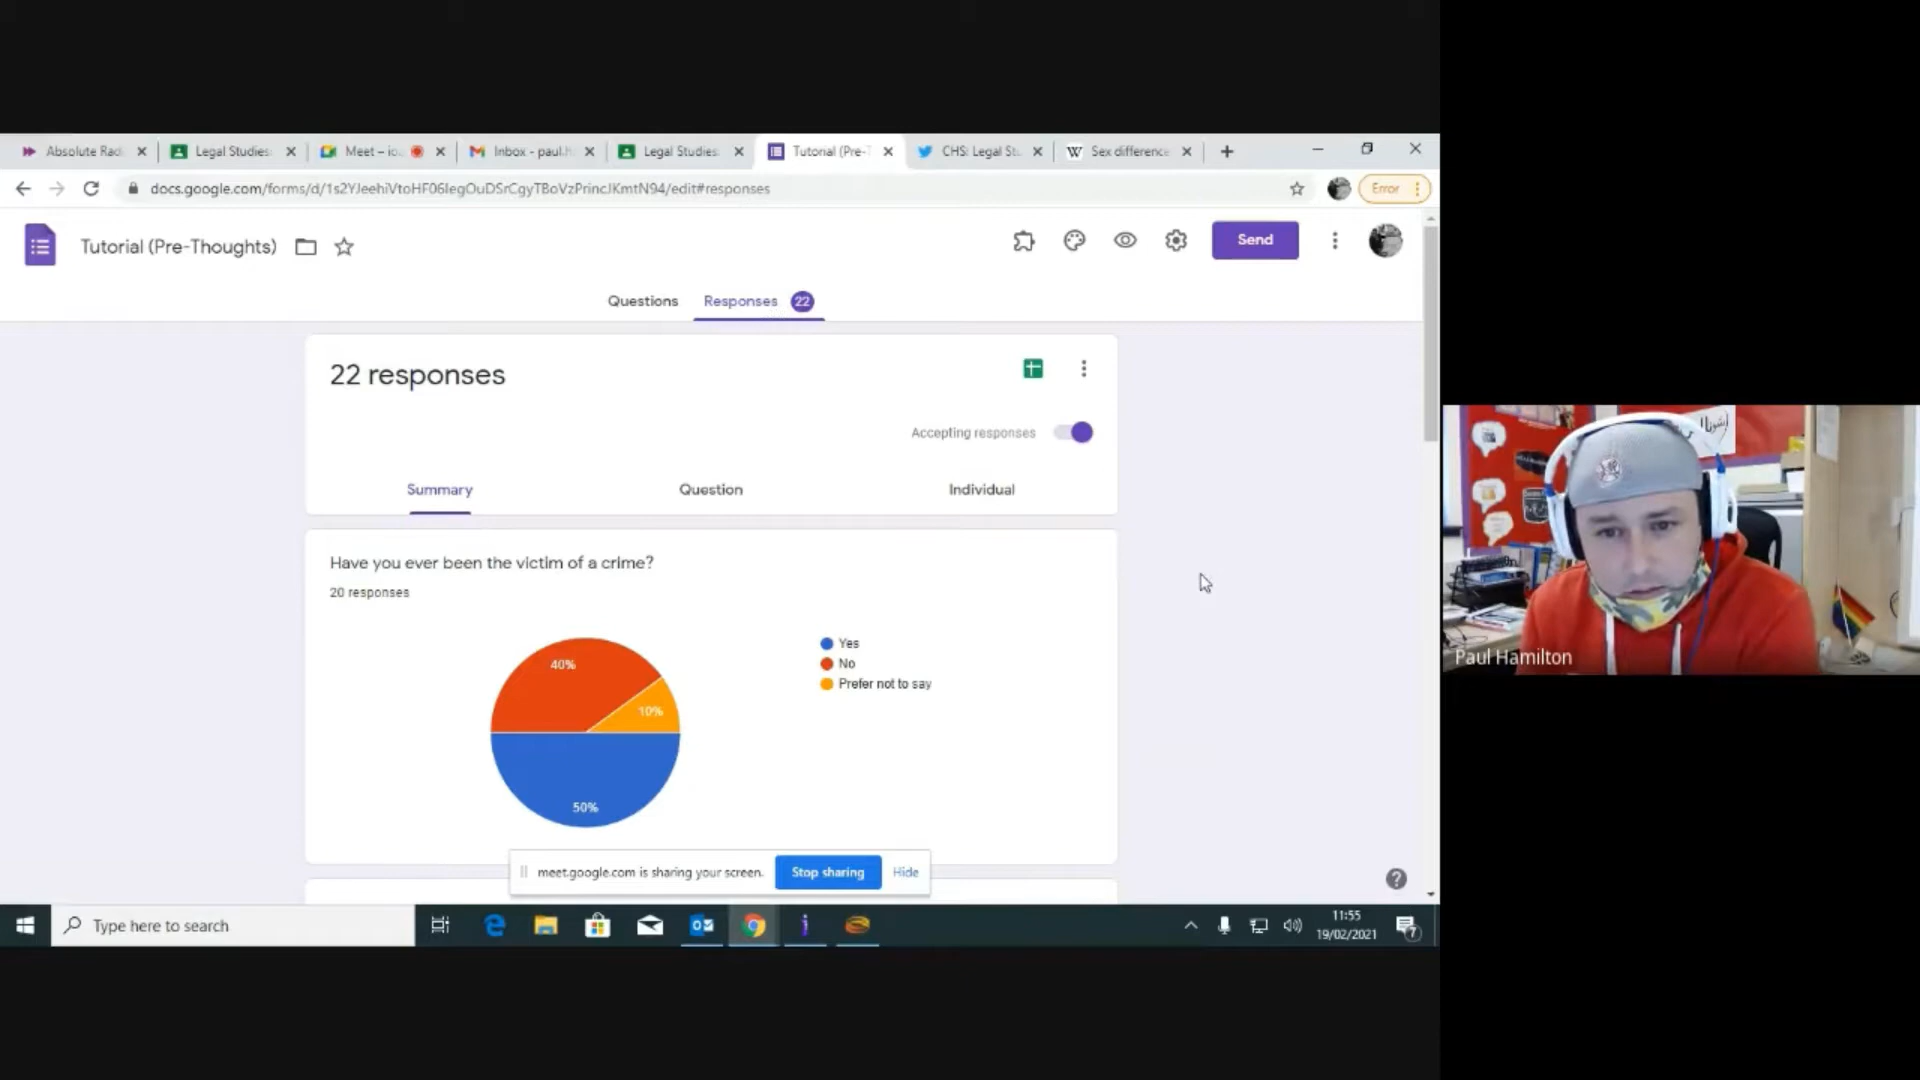 Absolute Rad
Legal Studies
Meet – io
Inbox - paul.h
Legal Studies
Tutorial (Pre-T
CHS: Legal St
Sex difference
docs.google.com/forms/d/1s2YJeehiVtoHF06IegOuDSrCgyTBoVzPrincJKmtN94/edit#responses
Error
Tutorial (Pre-Thoughts)
Send
Questions
Responses 22
22 responses
Accepting responses
Summary
Question
Individual
Have you ever been the victim of a crime?
20 responses
Yes
No
Prefer not to say
40%
10%
50%
meet.google.com is sharing your screen.
Stop sharing
Hide
Type here to search
11:55
19/02/2021
7
Paul Hamilton